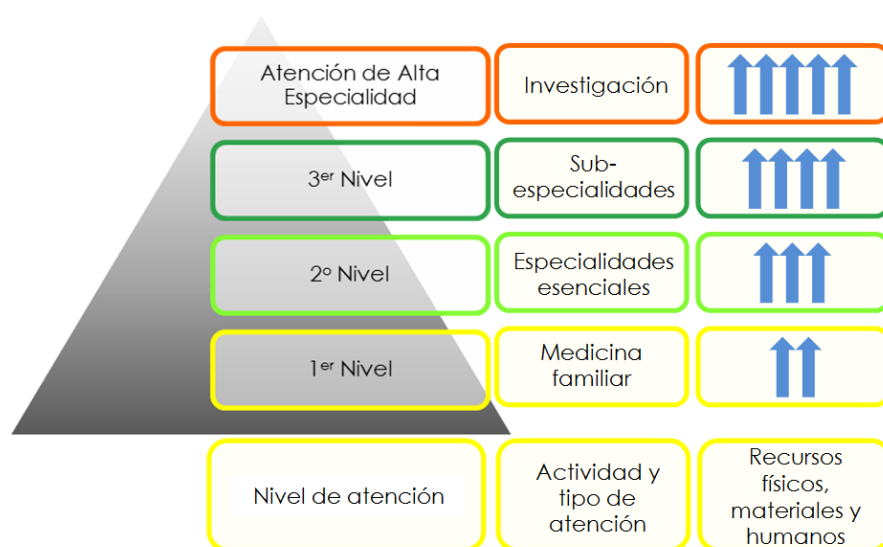 Atención de Alta
Especialidad
Investigación
3er Nivel
Sub-
especialidades
2o Nivel
Especialidades
esenciales
1er Nivel
Medicina
familiar
Nivel de atención
Actividad y
tipo de
atención
Recursos
físicos,
materiales y
humanos